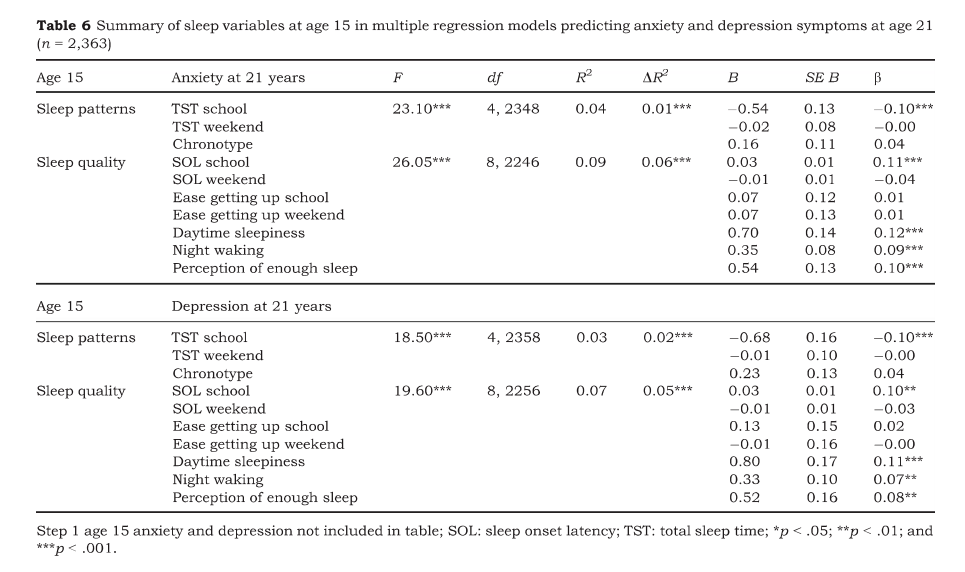 Table 6 Summary of sleep variables at age 15 in multiple regression models predicting anxiety and depression symptoms at age 21
(n = 2,363)
Age 15 Anxiety at 21 years F df R² ΔR² B SE B β
Sleep patterns TST school 23.10*** 4, 2348 0.04 0.01*** −0.54 0.13 −0.10***
TST weekend −0.02 0.08 −0.00
Chronotype 0.16 0.11 0.04
Sleep quality SOL school 26.05*** 8, 2246 0.09 0.06*** 0.03 0.01 0.11***
SOL weekend −0.01 0.01 −0.04
Ease getting up school 0.07 0.12 0.01
Ease getting up weekend 0.07 0.13 0.01
Daytime sleepiness 0.70 0.14 0.12***
Night waking 0.35 0.08 0.09***
Perception of enough sleep 0.54 0.13 0.10***
Age 15 Depression at 21 years
Sleep patterns TST school 18.50*** 4, 2358 0.03 0.02*** −0.68 0.16 −0.10***
TST weekend −0.01 0.10 −0.00
Chronotype 0.23 0.13 0.04
Sleep quality SOL school 19.60*** 8, 2256 0.07 0.05*** 0.03 0.01 0.10**
SOL weekend −0.01 0.01 −0.03
Ease getting up school 0.13 0.15 0.02
Ease getting up weekend −0.01 0.16 −0.00
Daytime sleepiness 0.80 0.17 0.11***
Night waking 0.33 0.10 0.07**
Perception of enough sleep 0.52 0.16 0.08**
Step 1 age 15 anxiety and depression not included in table; SOL: sleep onset latency; TST: total sleep time; *p < .05; **p < .01; and
***p < .001.